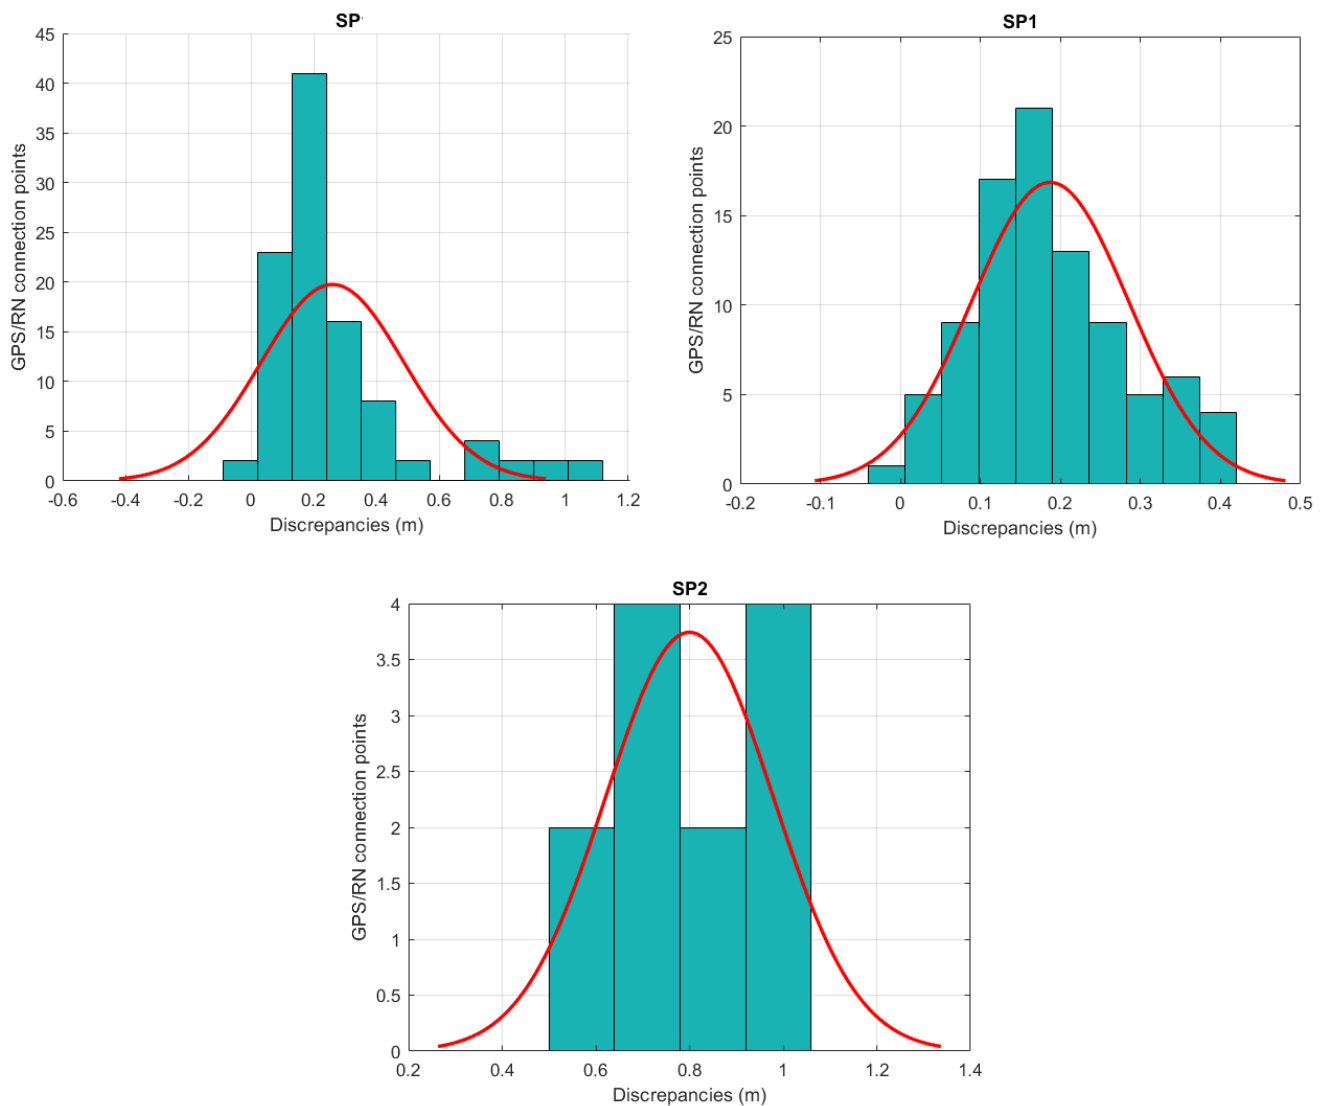 SP
45
40
35
30
25
20
15
10
5
0
-0.6 -0.4 -0.2 0 0.2 0.4 0.6 0.8 1 1.2
Discrepancies (m)
GPS/RN connection points
SP1
25
20
15
10
5
0
-0.2 -0.1 0 0.1 0.2 0.3 0.4 0.5
Discrepancies (m)
GPS/RN connection points
SP2
4
3.5
3
2.5
2
1.5
1
0.5
0
0.2 0.4 0.6 0.8 1 1.2 1.4
Discrepancies (m)
GPS/RN connection points